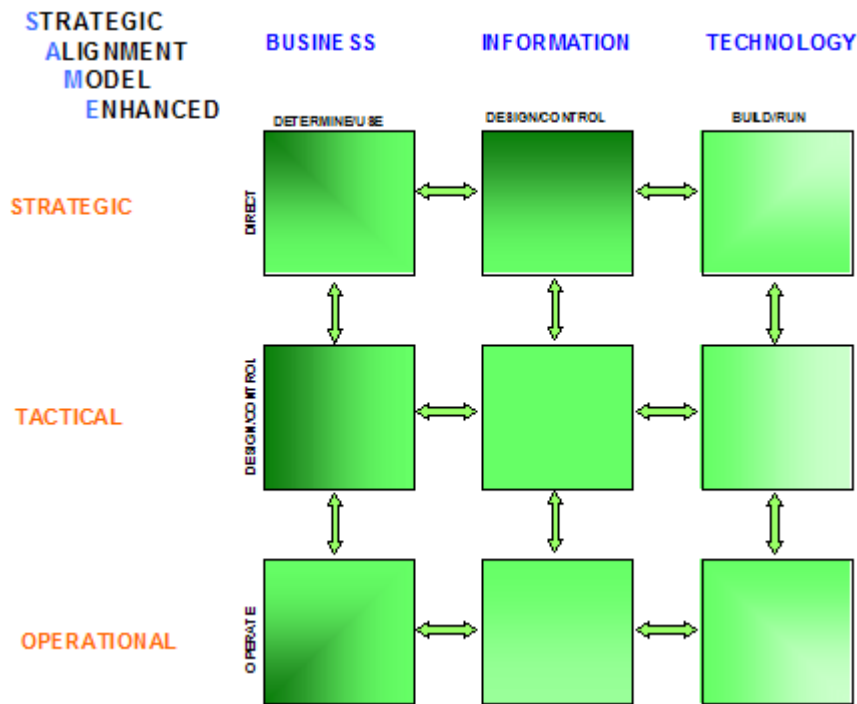 STRATEGIC
ALIGNMENT
MODEL
ENHANCED
BUSINESS
INFORMATION
TECHNOLOGY
DETERMINE/USE
DESIGN/CONTROL
BUILD/RUN
STRATEGIC
DIRECT
TACTICAL
DESIGN/CONTROL
OPERATIONAL
OPERATE